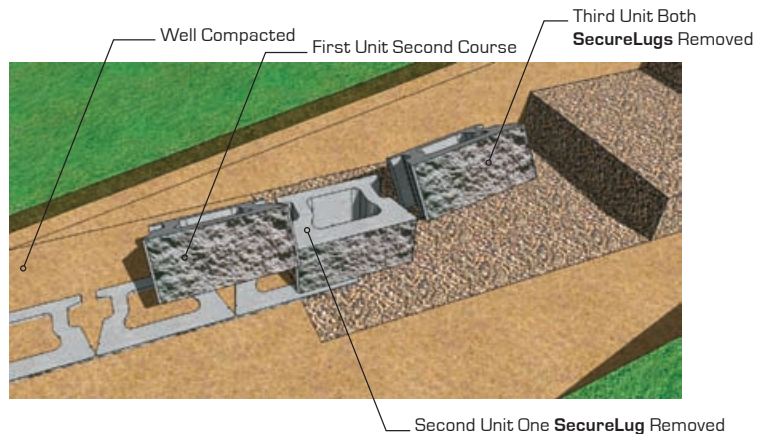 Third Unit Both
SecureLugs Removed
Well Compacted
First Unit Second Course
Second Unit One SecureLug Removed